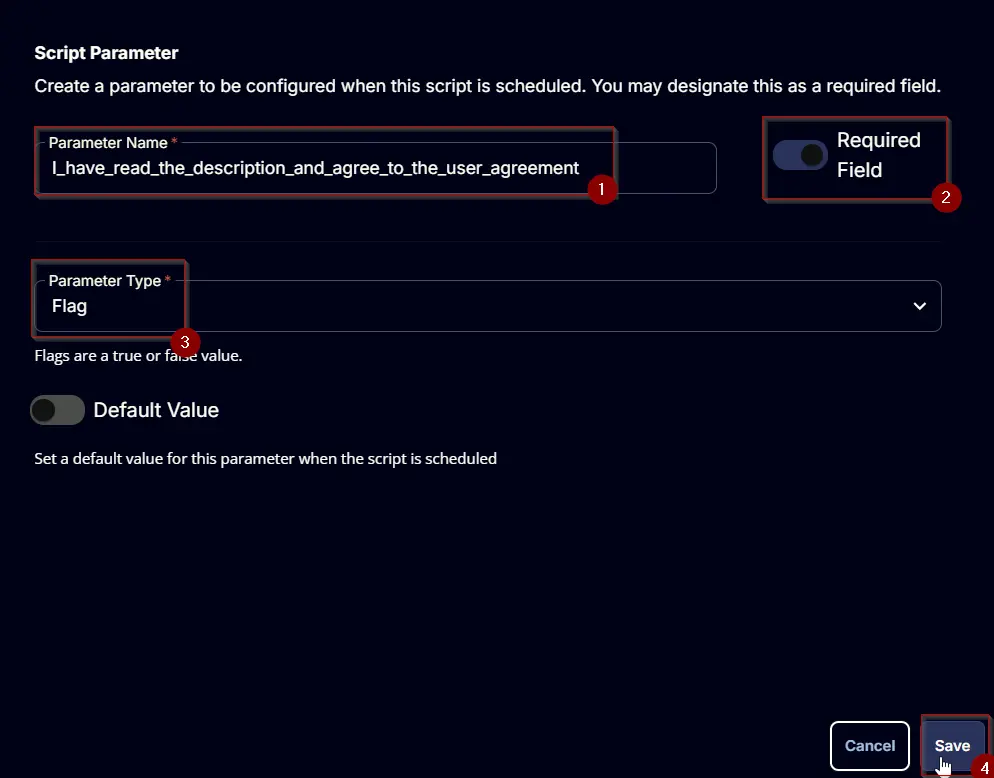 Script Parameter
Create a parameter to be configured when this script is scheduled. You may designate this as a required field.
Parameter Name *
I_have_read_the_description_and_agree_to_the_user_agreement
1
Required
Field
2
Parameter Type *
Flag
3
Flags are a true or false value.
Default Value
Set a default value for this parameter when the script is scheduled
Cancel
Save
4